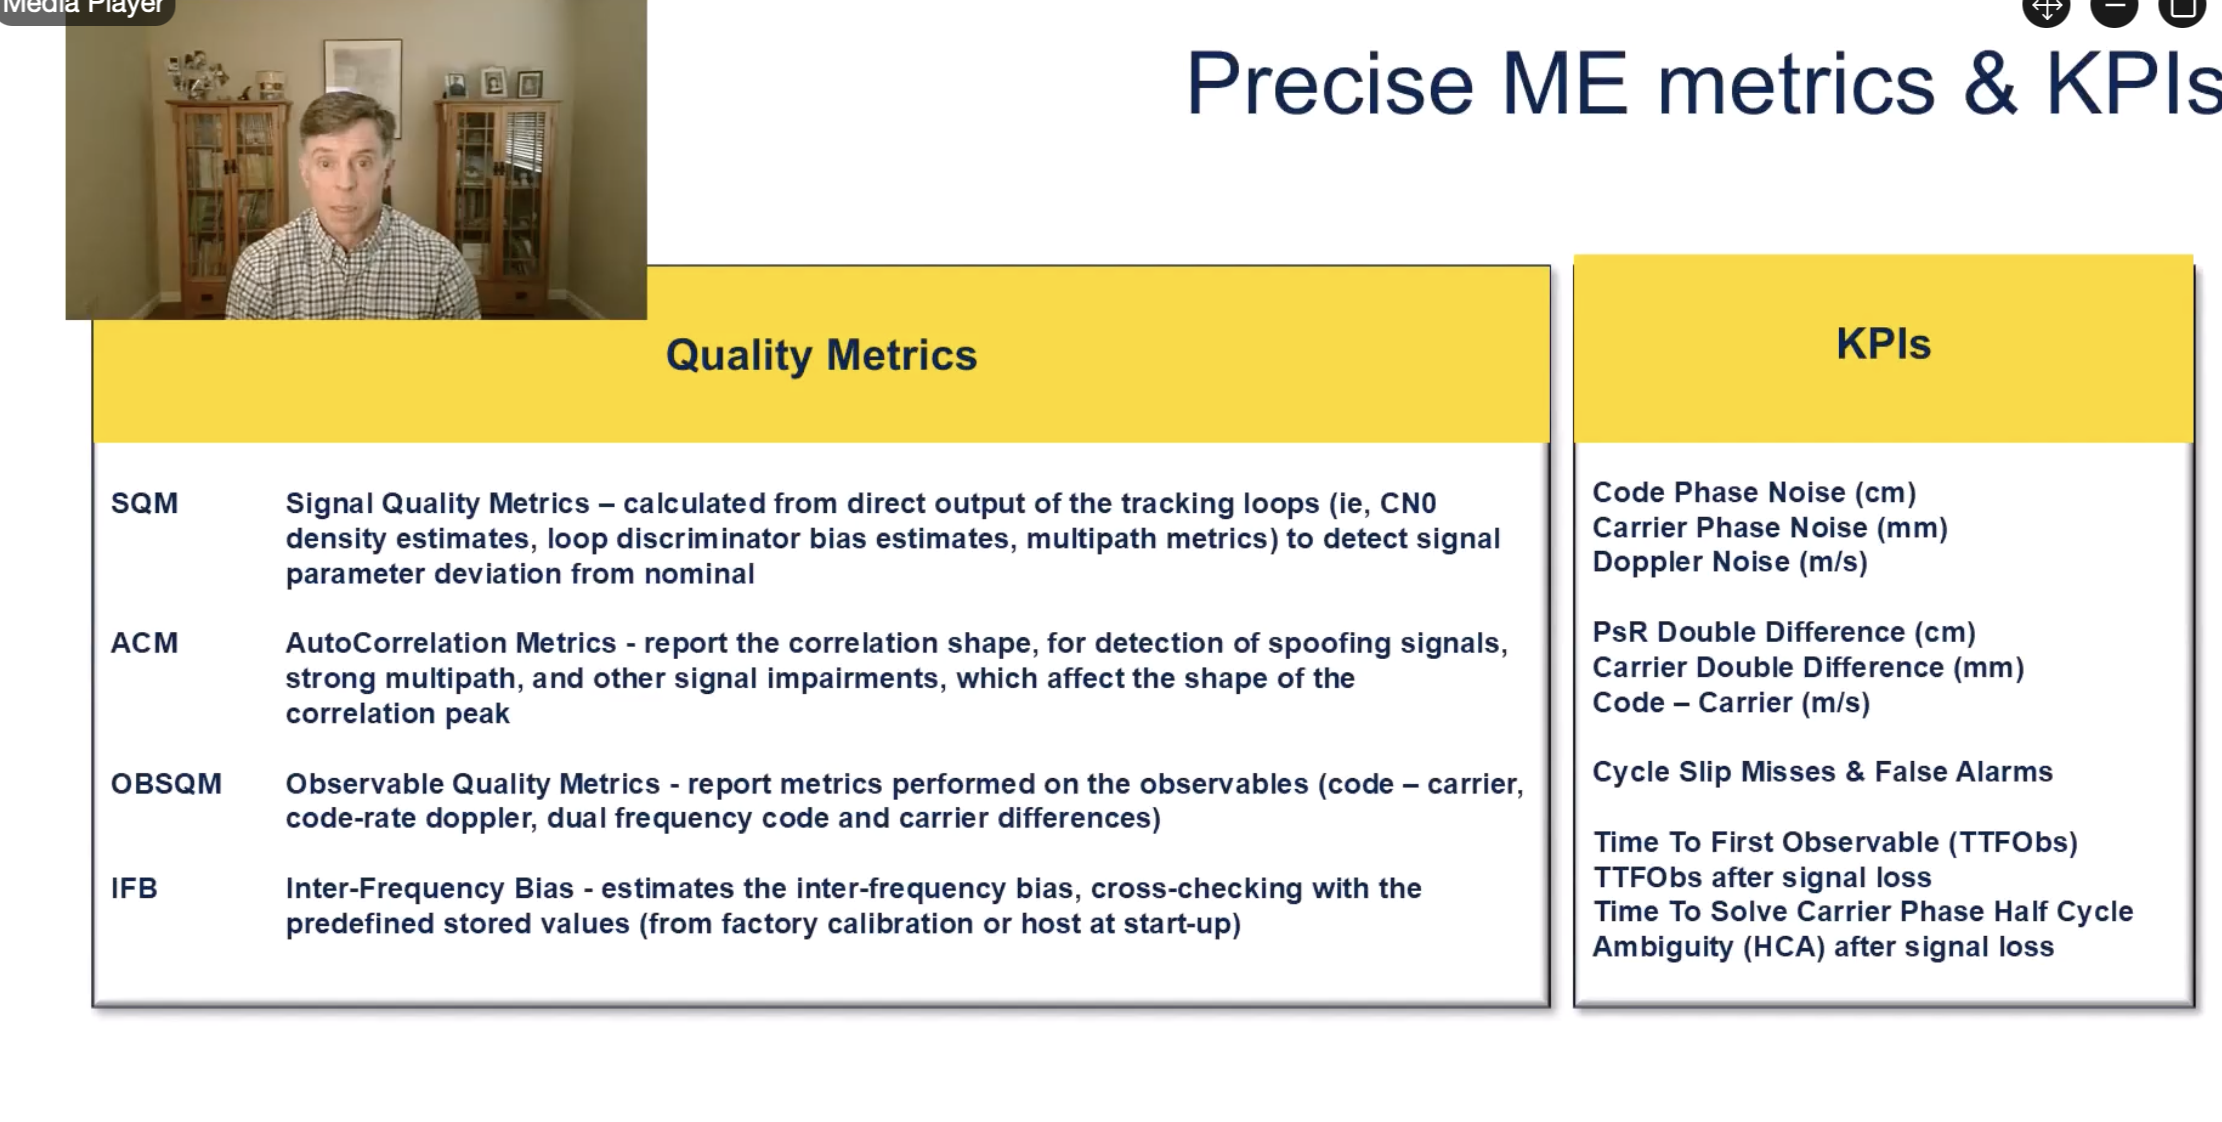 Media Player
Precise ME metrics & KPIs
Quality Metrics
SQM
Signal Quality Metrics – calculated from direct output of the tracking loops (ie, CN0
density estimates, loop discriminator bias estimates, multipath metrics) to detect signal
parameter deviation from nominal
ACM
AutoCorrelation Metrics - report the correlation shape, for detection of spoofing signals,
strong multipath, and other signal impairments, which affect the shape of the
correlation peak
OBSQM
Observable Quality Metrics - report metrics performed on the observables (code – carrier,
code-rate doppler, dual frequency code and carrier differences)
IFB
Inter-Frequency Bias - estimates the inter-frequency bias, cross-checking with the
predefined stored values (from factory calibration or host at start-up)
KPIs
Code Phase Noise (cm)
Carrier Phase Noise (mm)
Doppler Noise (m/s)
PsR Double Difference (cm)
Carrier Double Difference (mm)
Code – Carrier (m/s)
Cycle Slip Misses & False Alarms
Time To First Observable (TTFObs)
TTFObs after signal loss
Time To Solve Carrier Phase Half Cycle
Ambiguity (HCA) after signal loss